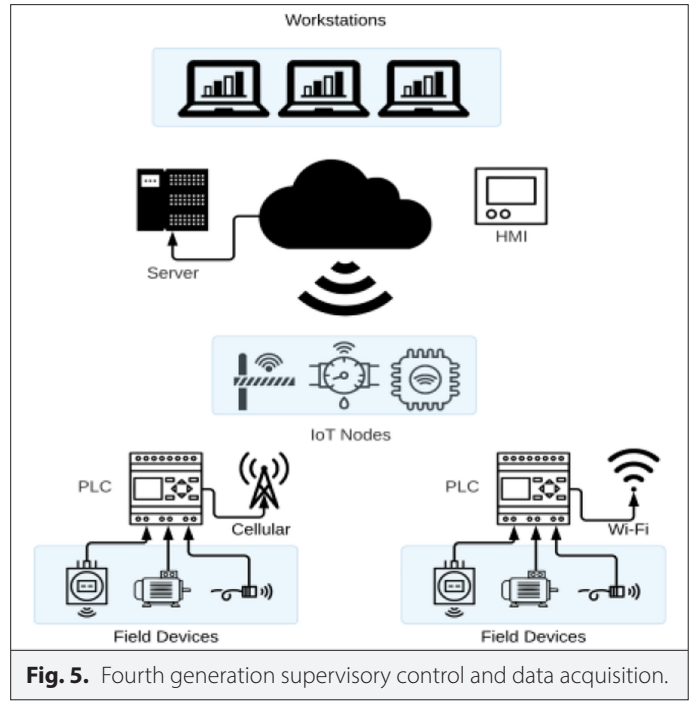 Workstations
HMI
Server
IoT Nodes
PLC
Cellular
PLC
Wi-Fi
Field Devices
Field Devices
Fig. 5. Fourth generation supervisory control and data acquisition.